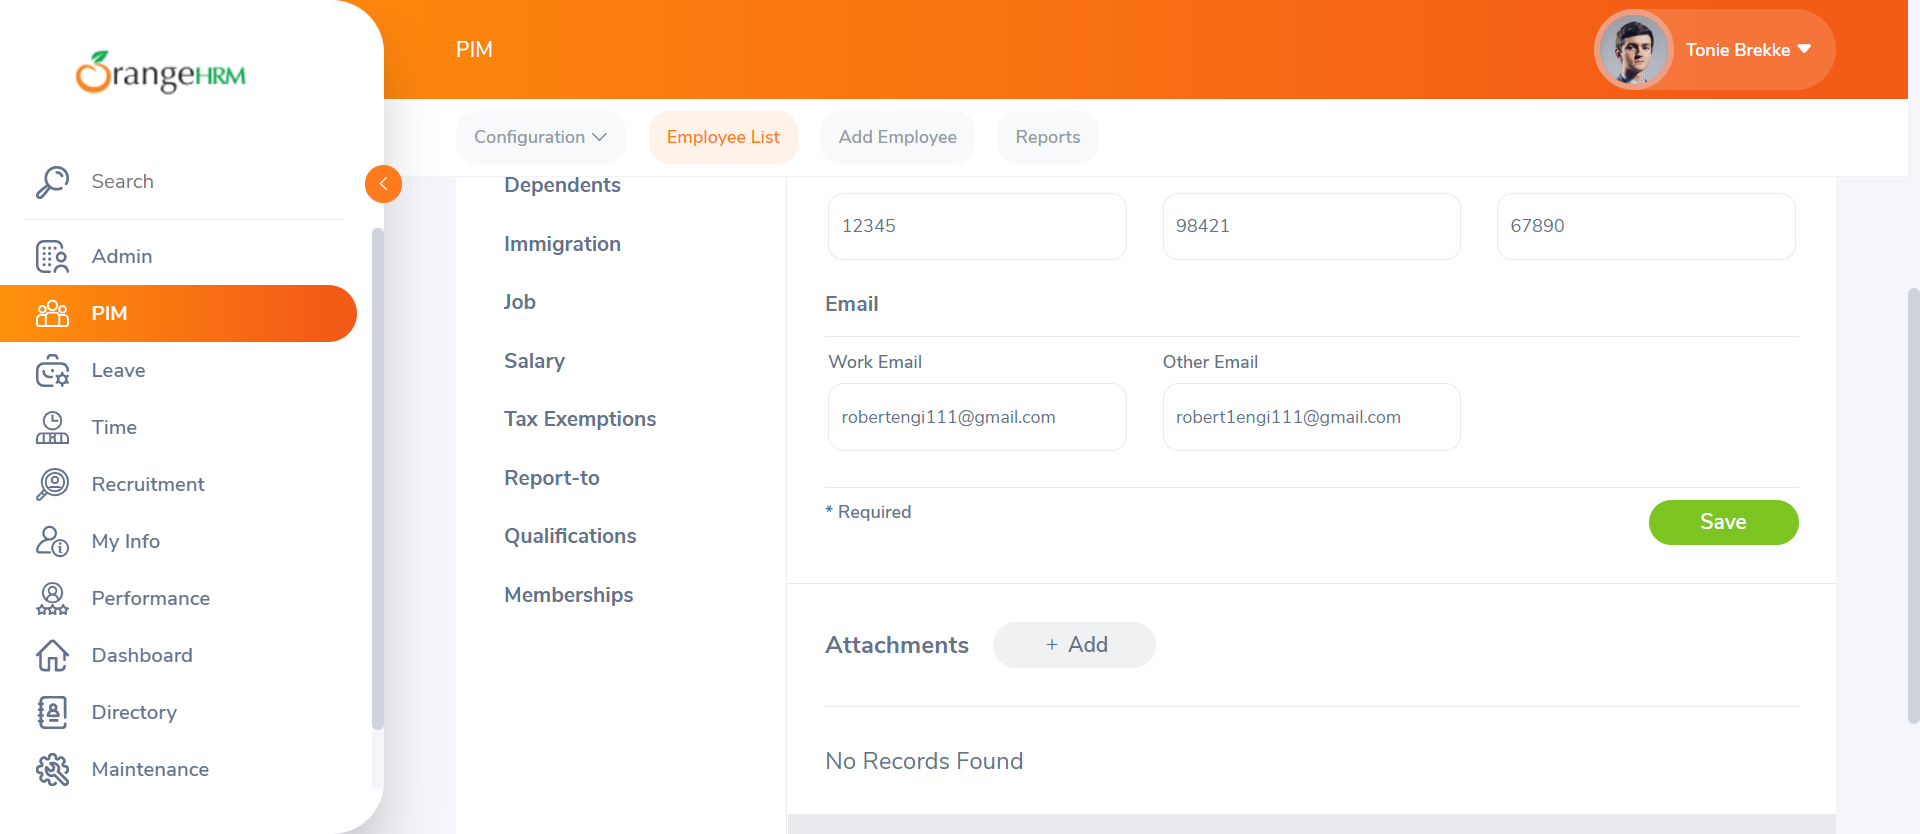 OrangeHRM
PIM
Tonie Brekke
Search
Admin
PIM
Leave
Time
Recruitment
My Info
Performance
Dashboard
Directory
Maintenance
Configuration
Employee List
Add Employee
Reports
Dependents
Immigration
Job
Salary
Tax Exemptions
Report-to
Qualifications
Memberships
12345
98421
67890
Email
Work Email
Other Email
robertengi111@gmail.com
robert1engi111@gmail.com
* Required
Save
Attachments
+ Add
No Records Found